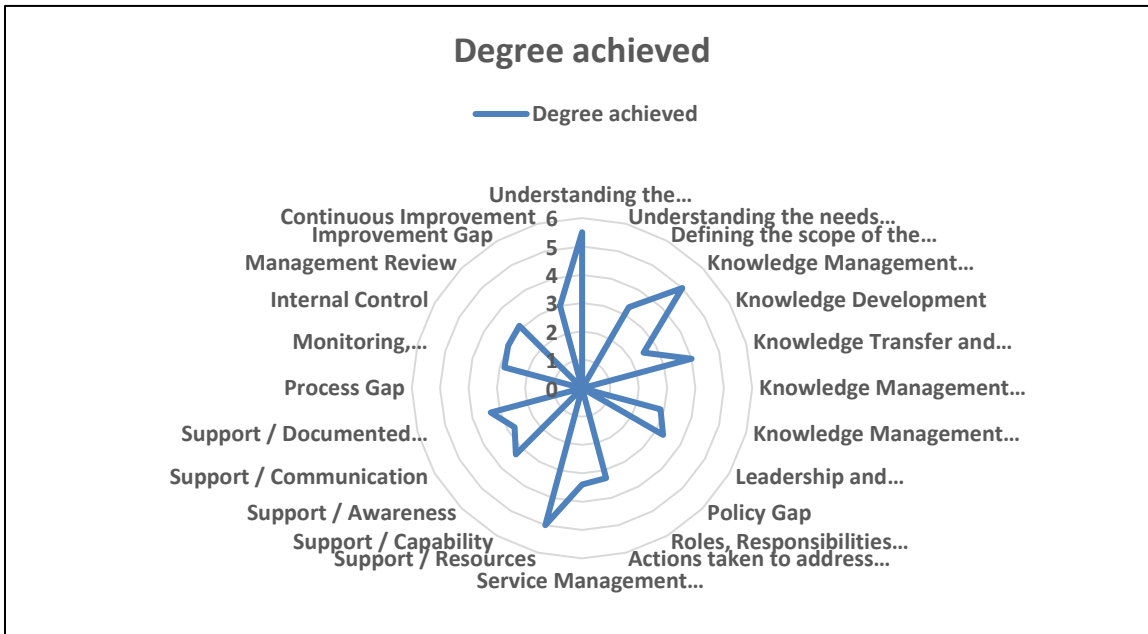 Degree achieved
Degree achieved
Understanding the...
Understanding the needs...
Defining the scope of the...
Knowledge Management...
Knowledge Development
Knowledge Transfer and...
Knowledge Management...
Knowledge Management...
Leadership and...
Policy Gap
Roles, Responsibilities...
Actions taken to address...
Service Management...
Support / Resources
Support / Capability
Support / Awareness
Support / Communication
Support / Documented...
Process Gap
Monitoring,...
Internal Control
Management Review
Improvement Gap
Continuous Improvement
6
5
4
3
2
1
0